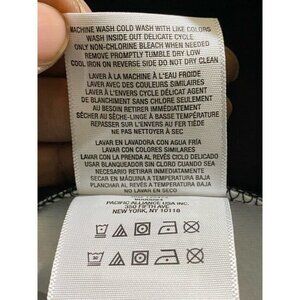 MACHINE WASH COLD WASH WITH LIKE COLORS
WASH INSIDE OUT DELICATE CYCLE
ONLY NON-CHLORINE BLEACH WHEN NEEDED
REMOVE PROMPTLY TUMBLE DRY LOW
COOL IRON ON REVERSE SIDE DO NOT DRY CLEAN
LAVER À LA MACHINE À L'EAU FROIDE
LAVER AVEC DES COULEURS SIMILAIRES
LAVER À L'ENVERS CYCLE DÉLICAT AGENT
DE BLANCHIMENT SANS CHLORE SEULEMENT
AU BESOIN RETIRER IMMÉDIATEMENT
SÉCHER AU SÈCHE-LINGE À BASSE TEMPÉRATURE
REPASSER AU L'ENVERS AU FER TIÈDE
NE PAS NETTOYER À SEC
LAVAR EN LAVADORA CON AGUA FRÍA
LAVAR CON COLORES SIMILARES
LAVAR CON LA PRENDA AL REVÉS CICLO DELICADO
USAR BLANQUEADOR SIN CLORO CUANDO SEA
NECESARIO RETIRAR INMEDIATAMENTE
SECAR EN MÁQUINA A TEMPERATURA BAJA
PLANCHAR AL REVÉS A TEMPERATURA BAJA
NO LAVAR EN SECO
PACIFIC ALLIANCE USA INC.
350 FIFTH AVE
NEW YORK, NY 10118
30